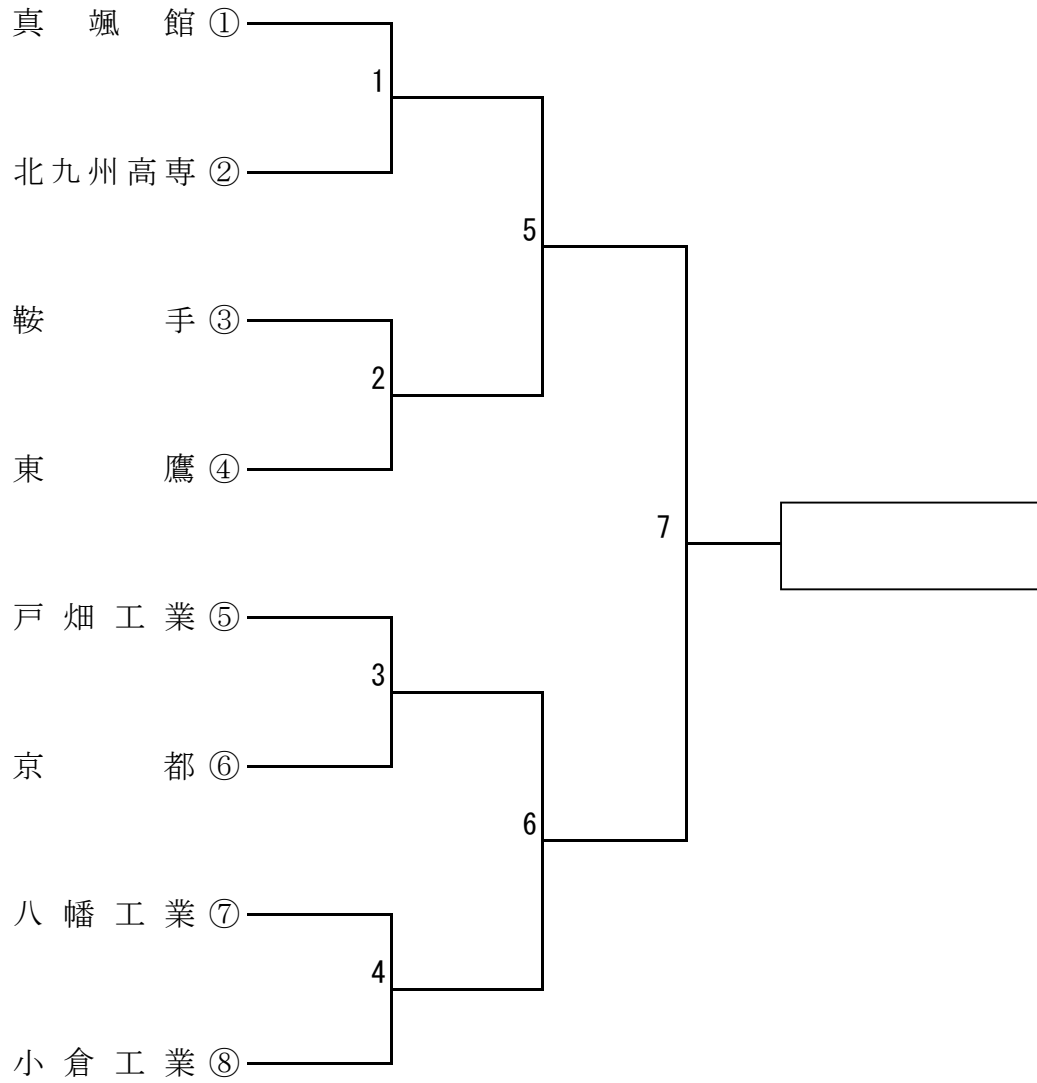 真颯館 ①
1
北九州高専 ②
5
鞍手 ③
2
東鷹 ④
7
戸畑工業 ⑤
3
京都 ⑥
6
八幡工業 ⑦
4
小倉工業 ⑧